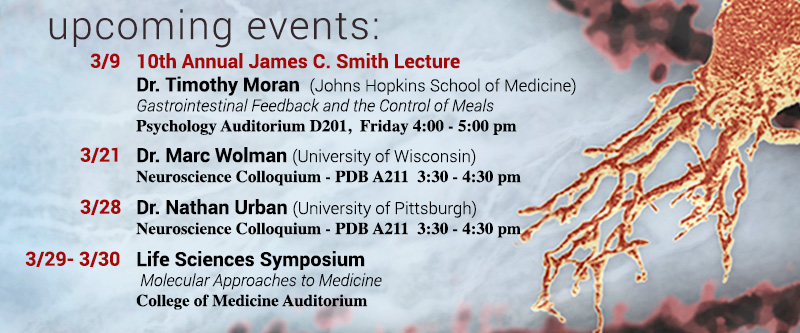 upcoming events:
3/9 10th Annual James C. Smith Lecture
Dr. Timothy Moran (Johns Hopkins School of Medicine)
Gastrointestinal Feedback and the Control of Meals
Psychology Auditorium D201, Friday 4:00 - 5:00 pm
3/21 Dr. Marc Wolman (University of Wisconsin)
Neuroscience Colloquium - PDB A211 3:30 - 4:30 pm
3/28 Dr. Nathan Urban (University of Pittsburgh)
Neuroscience Colloquium - PDB A211 3:30 - 4:30 pm
3/29- 3/30 Life Sciences Symposium
Molecular Approaches to Medicine
College of Medicine Auditorium